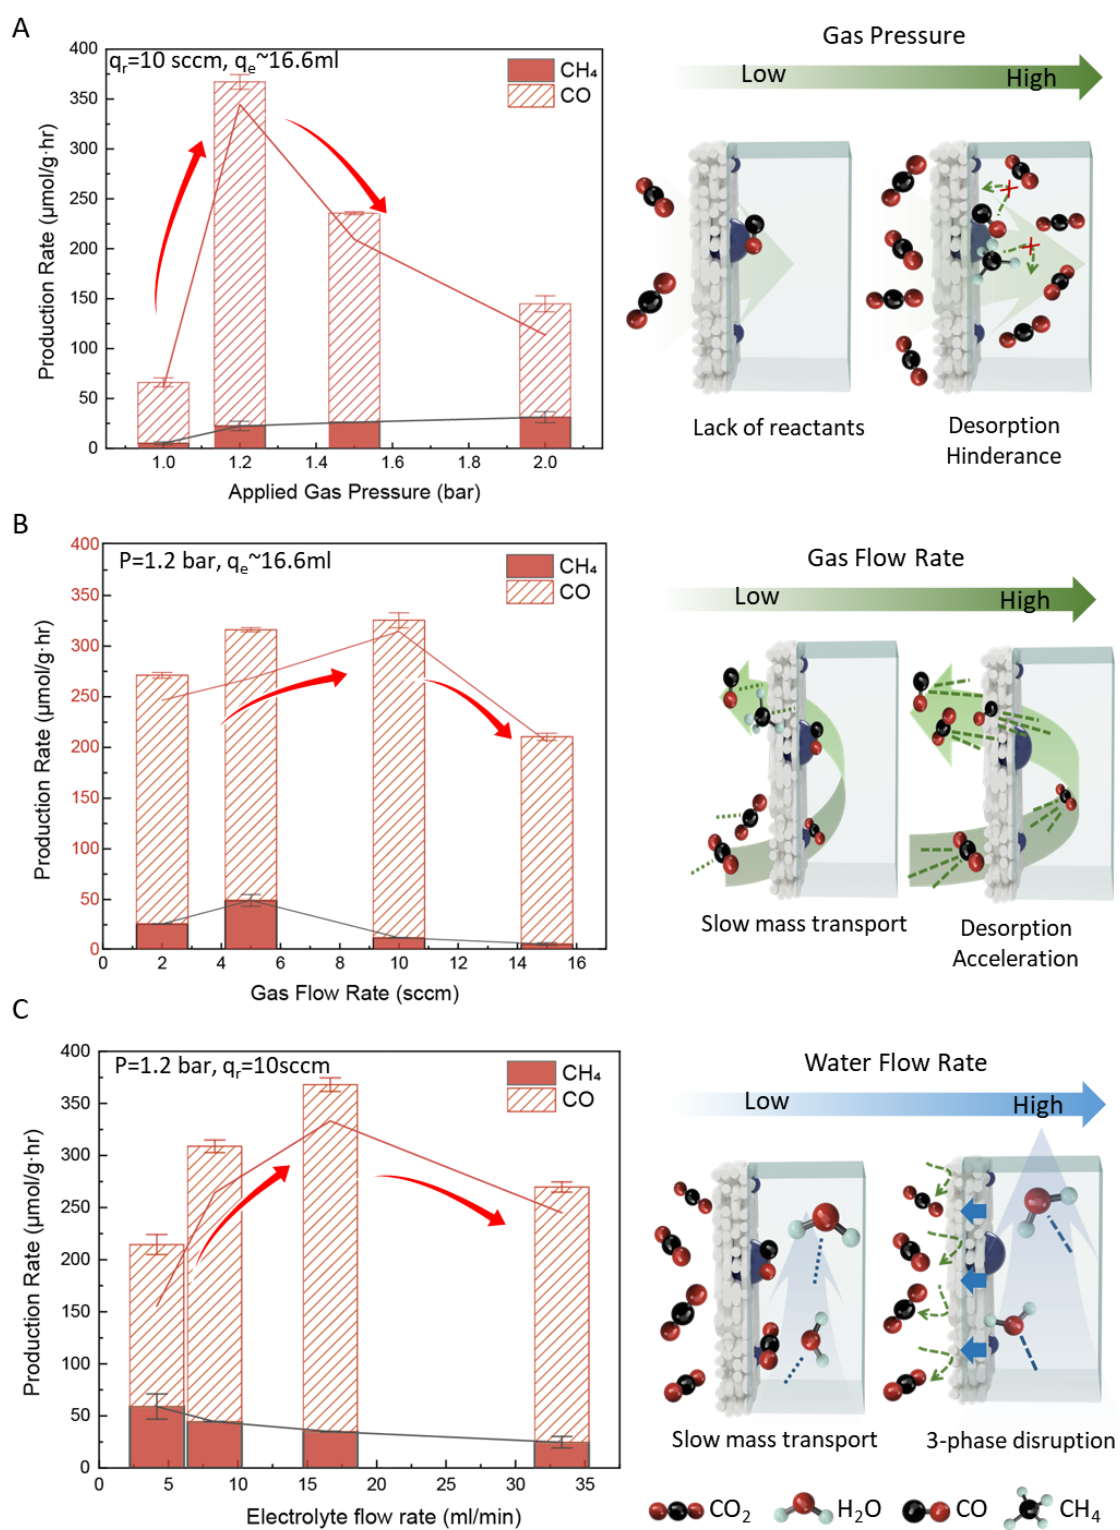 A
qᵣ=10 sccm, qₑ~16.6ml
CH₄
CO
400
350
300
250
200
150
100
50
0
Production Rate (μmol/g·hr)
1.0
1.2
1.4
1.6
1.8
2.0
Applied Gas Pressure (bar)
Gas Pressure
Low
High
Lack of reactants
Desorption
Hinderance
B
P=1.2 bar, qₑ~16.6ml
CH₄
CO
400
350
300
250
200
150
100
50
0
Production Rate (μmol/g·hr)
0
2
4
6
8
10
12
14
16
Gas Flow Rate (sccm)
Gas Flow Rate
Low
High
Slow mass transport
Desorption
Acceleration
C
P=1.2 bar, qᵣ=10sccm
CH₄
CO
400
350
300
250
200
150
100
50
0
Production Rate (μmol/g·hr)
0
5
10
15
20
25
30
35
Electrolyte flow rate (ml/min)
Water Flow Rate
Low
High
Slow mass transport
3-phase disruption
CO₂
H₂O
CO
CH₄